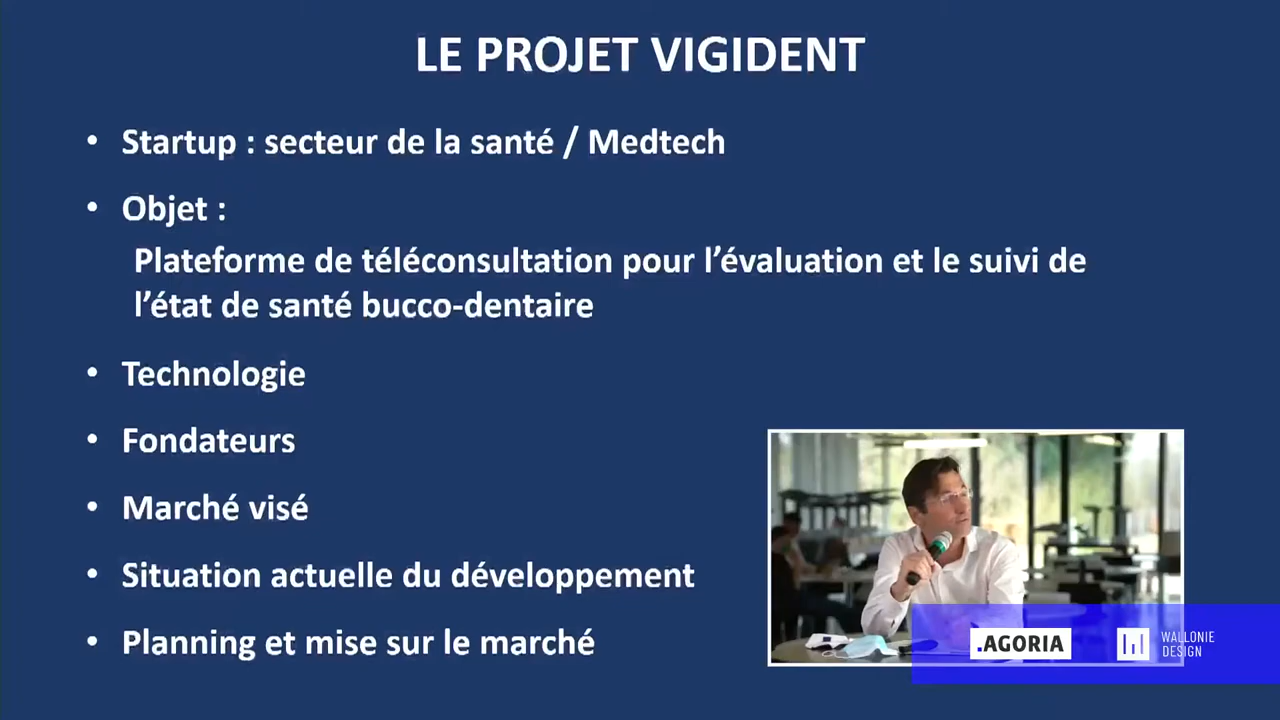 LE PROJET VIGIDENT
• Startup : secteur de la santé / Medtech
• Objet :
Plateforme de téléconsultation pour l’évaluation et le suivi de
l’état de santé bucco-dentaire
• Technologie
• Fondateurs
• Marché visé
• Situation actuelle du développement
• Planning et mise sur le marché
.AGORIA
WALLONIE
DESIGN